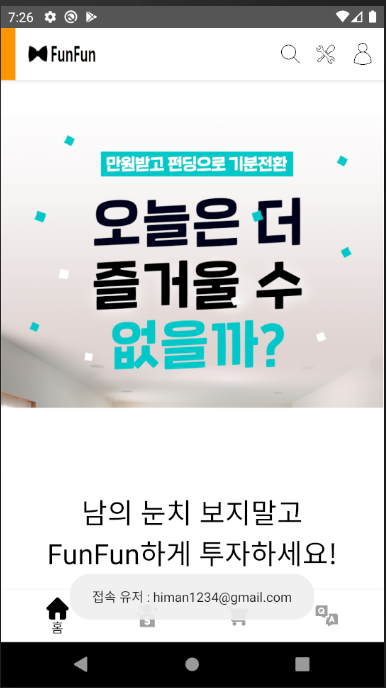 7:26
FunFun
만원받고 펀딩으로 기분전환
오늘은 더
즐거울 수
없을까?
남의 눈치 보지말고
FunFun하게 투자하세요!
접속 유저 : himan1234@gmail.com
홈
S
Q A